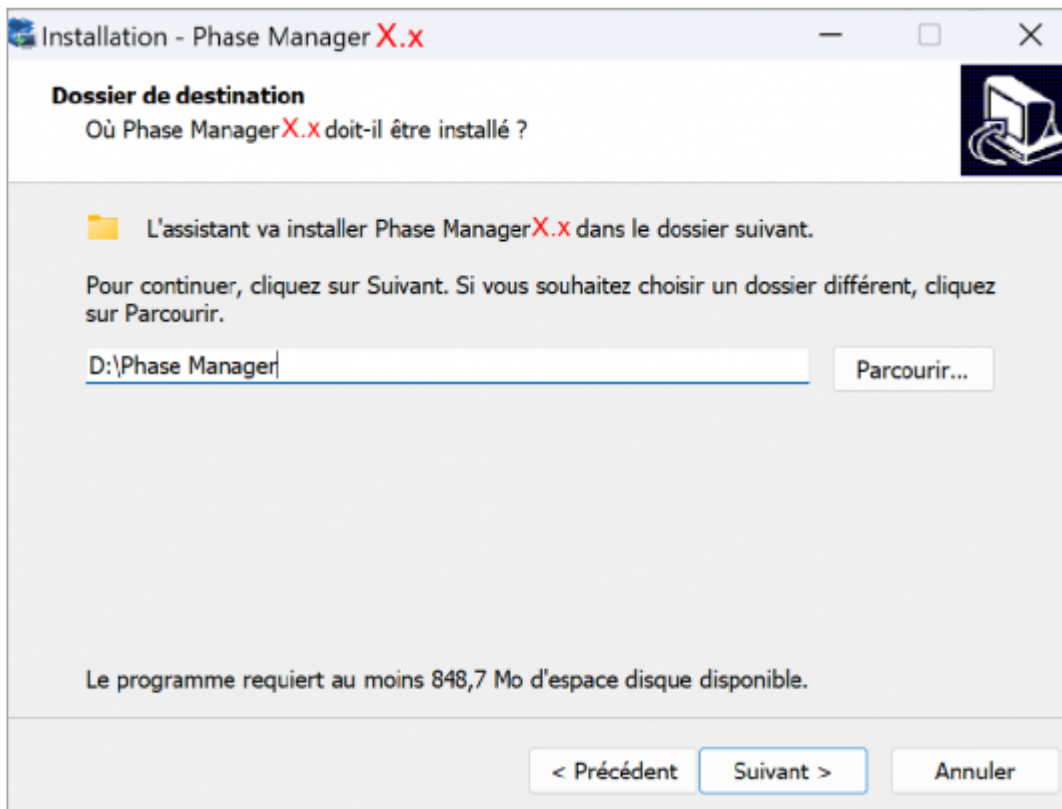 Installation - Phase Manager X.x
Dossier de destination
Où Phase Manager X.x doit-il être installé ?
L'assistant va installer Phase Manager X.x dans le dossier suivant.
Pour continuer, cliquez sur Suivant. Si vous souhaitez choisir un dossier différent, cliquez
sur Parcourir.
D:\Phase Manager
Parcourir...
Le programme requiert au moins 848,7 Mo d'espace disque disponible.
< Précédent
Suivant >
Annuler